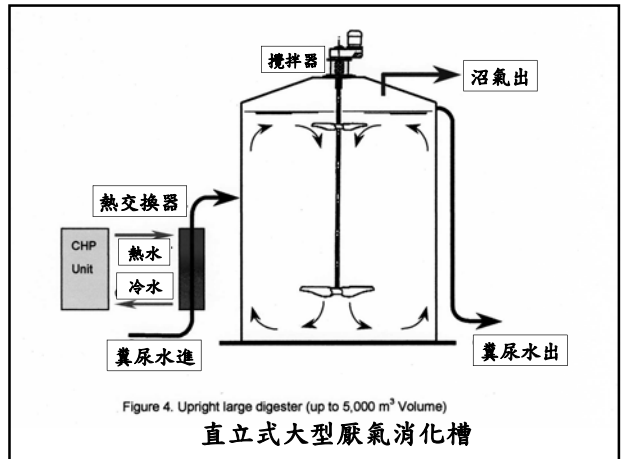 攪拌器
沼氣出
熱交換器
CHP
Unit
熱水
冷水
糞尿水進
糞尿水出
Figure 4. Upright large digester (up to 5,000 m³ Volume)
直立式大型厭氣消化槽